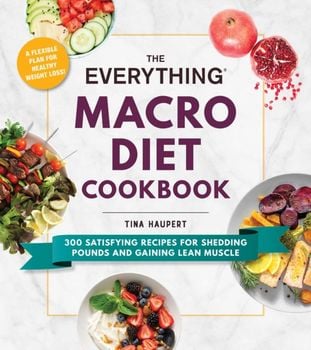 A FLEXIBLE
PLAN FOR
HEALTHY
WEIGHT LOSS!
THE
EVERYTHING®
MACRO
DIET
COOKBOOK
TINA HAUPERT
300 SATISFYING RECIPES FOR SHEDDING
POUNDS AND GAINING LEAN MUSCLE